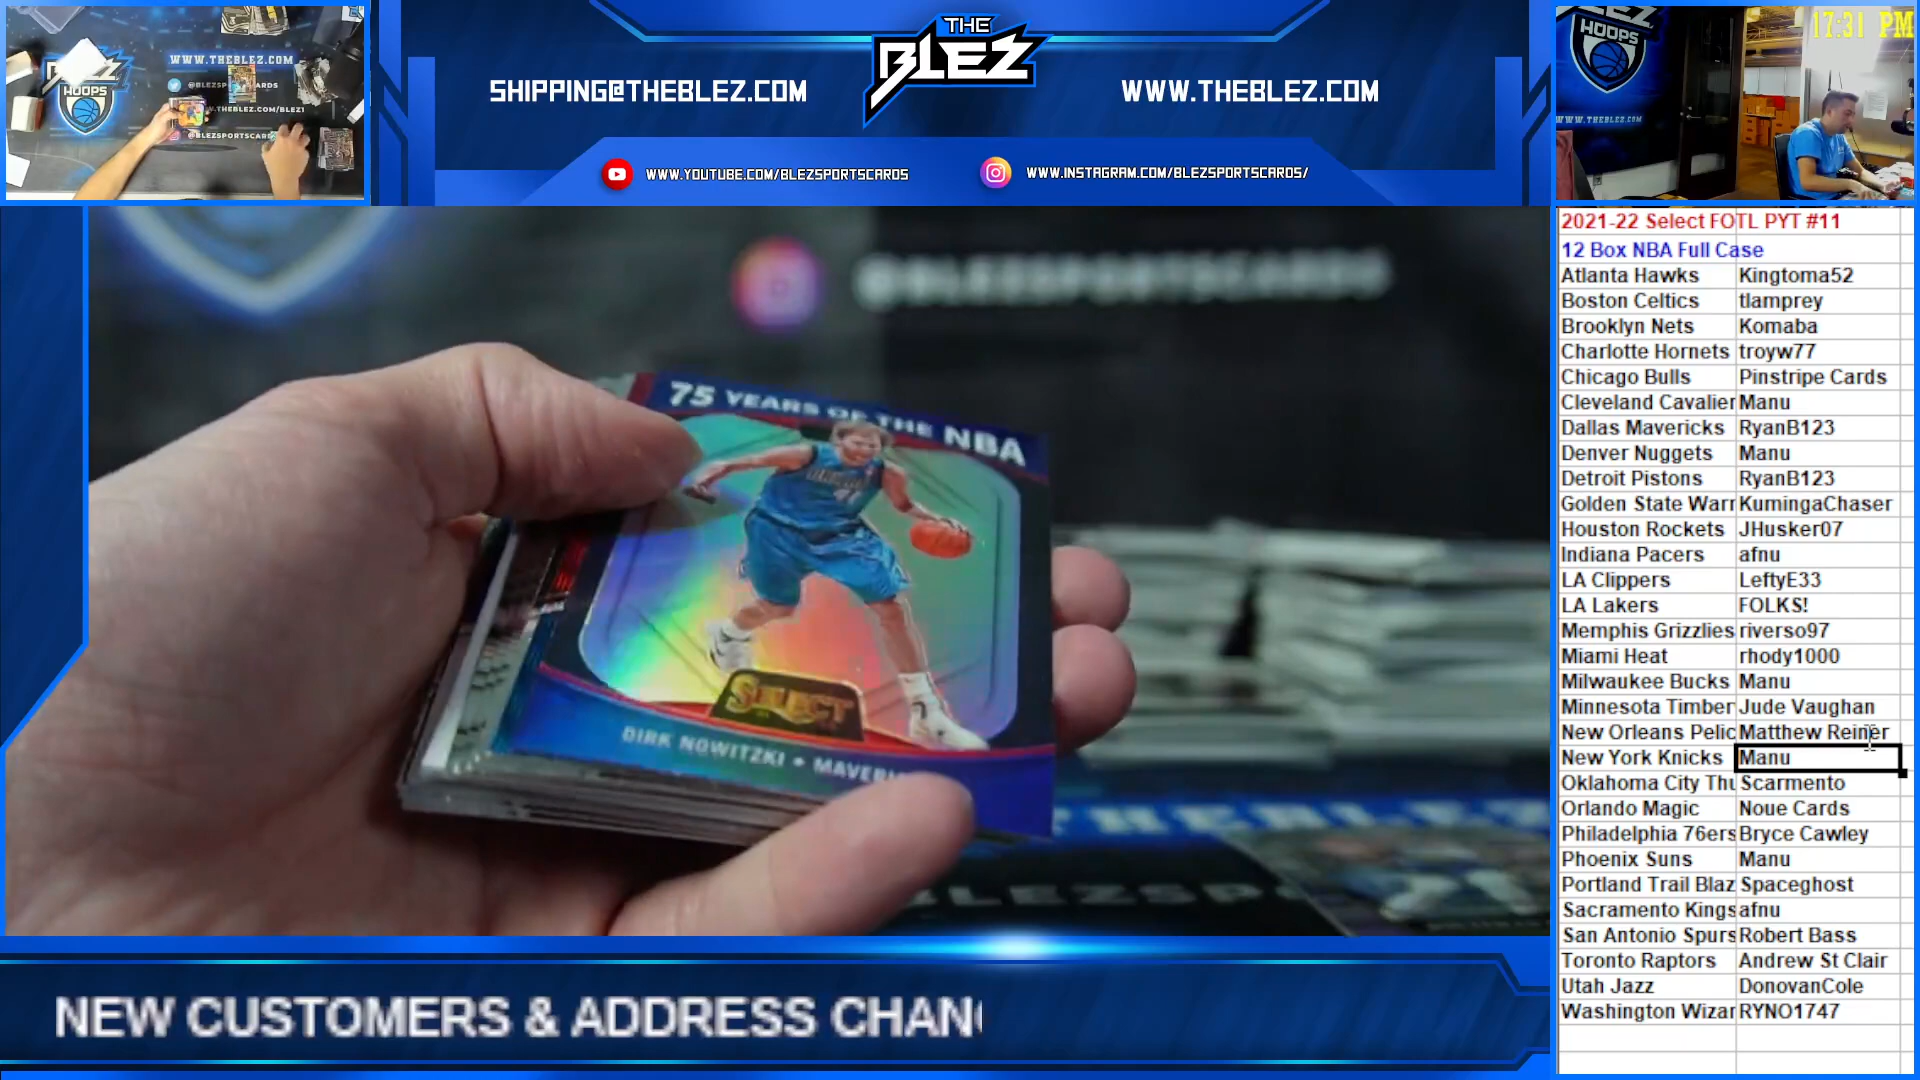 WWW.THEBLEZ.COM
HOOPS
THE
BLEZ
SHIPPING@THEBLEZ.COM
WWW.THEBLEZ.COM
WWW.YOUTUBE.COM/BLEZSPORTSCARDS
WWW.INSTAGRAM.COM/BLEZSPORTSCARDS/
HOOPS
17:31 PM
@BLEZSPORTSCARDS
75 YEARS OF THE NBA
41
SELECT
DIRK NOWITZKI • MAVERI
NEW CUSTOMERS & ADDRESS CHAN
2021-22 Select FOTL PYT #11
12 Box NBA Full Case
Atlanta Hawks Kingtoma52
Boston Celtics tlamprey
Brooklyn Nets Komaba
Charlotte Hornets troyw77
Chicago Bulls Pinstripe Cards
Cleveland Cavalier Manu
Dallas Mavericks RyanB123
Denver Nuggets Manu
Detroit Pistons RyanB123
Golden State Warr KumingaChaser
Houston Rockets JHusker07
Indiana Pacers afnu
LA Clippers LeftyE33
LA Lakers FOLKS!
Memphis Grizzlies riverso97
Miami Heat rhody1000
Milwaukee Bucks Manu
Minnesota Timber Jude Vaughan
New Orleans Pelic Matthew Reiner
New York Knicks Manu
Oklahoma City Thu Scarmento
Orlando Magic Noue Cards
Philadelphia 76ers Bryce Cawley
Phoenix Suns Manu
Portland Trail Blaz Spaceghost
Sacramento Kings afnu
San Antonio Spurs Robert Bass
Toronto Raptors Andrew St Clair
Utah Jazz DonovanCole
Washington Wizar RYNO1747